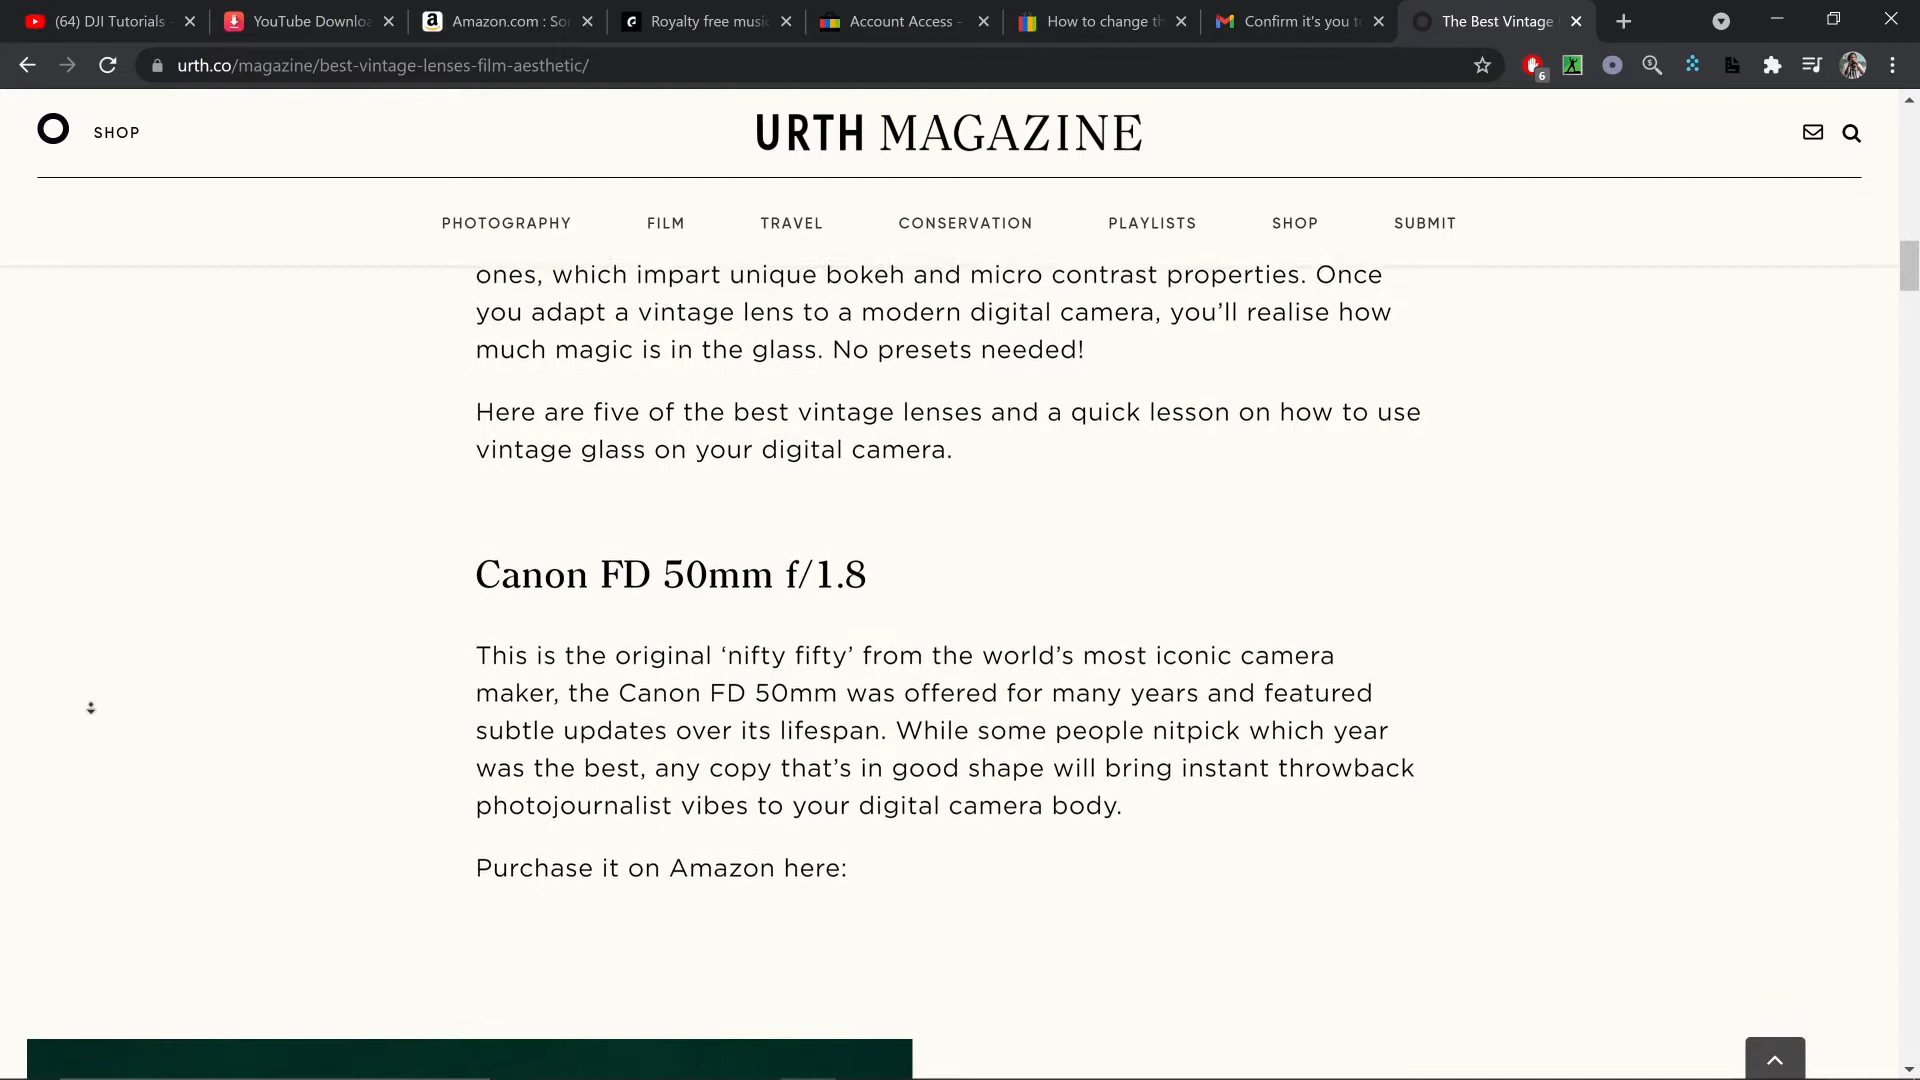 (64) DJI Tutorials -
YouTube Downloa
Amazon.com : So
Royalty free music
Account Access -
How to change th
Confirm it's you to
The Best Vintage
urth.co/magazine/best-vintage-lenses-film-aesthetic/
6
SHOP
URTH MAGAZINE
PHOTOGRAPHY FILM TRAVEL CONSERVATION PLAYLISTS SHOP SUBMIT
ones, which impart unique bokeh and micro contrast properties. Once
you adapt a vintage lens to a modern digital camera, you’ll realise how
much magic is in the glass. No presets needed!
Here are five of the best vintage lenses and a quick lesson on how to use
vintage glass on your digital camera.
Canon FD 50mm f/1.8
This is the original ‘nifty fifty’ from the world’s most iconic camera
maker, the Canon FD 50mm was offered for many years and featured
subtle updates over its lifespan. While some people nitpick which year
was the best, any copy that’s in good shape will bring instant throwback
photojournalist vibes to your digital camera body.
Purchase it on Amazon here: